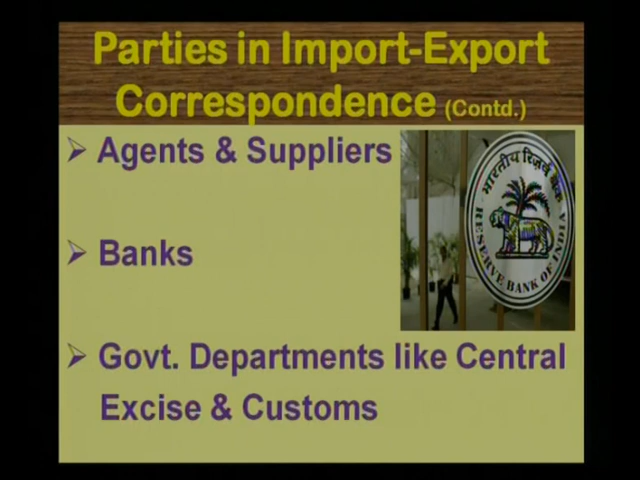 Parties in Import-Export
Correspondence (Contd.)
➢ Agents & Suppliers
➢ Banks
➢ Govt. Departments like Central
Excise & Customs
भारतीय रिज़र्व बैंक
RESERVE BANK OF INDIA